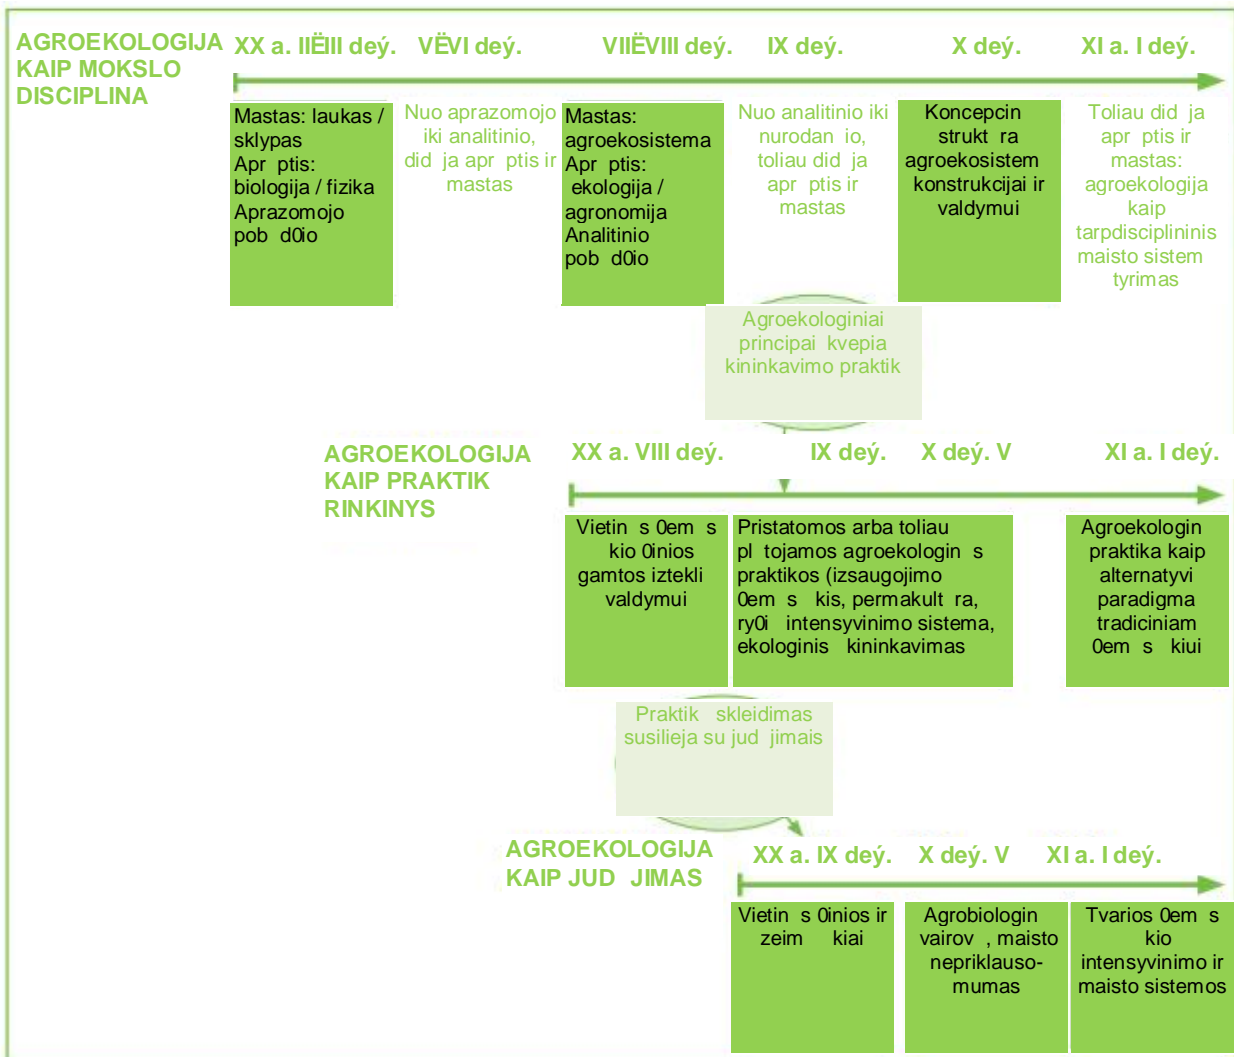 AGROEKOLOGIJA
KAIP MOKSLO
DISCIPLINA
XX a. IIËIII deý.
VËVI deý.
VIIËVIII deý.
IX deý.
X deý.
XI a. I deý.
Mastas: laukas /
sklypas
Apr ptis:
biologija / fizika
Aprazomojo
pob d0io
Nuo aprazomojo
iki analitinio,
did ja apr ptis ir
mastas
Mastas:
agroekosistema
Apr ptis:
ekologija /
agronomija
Analitinio
pob d0io
Nuo analitinio iki
nurodan io,
toliau did ja
apr ptis ir
mastas
Koncepcin
strukt ra
agroekosistem
konstrukcijai ir
valdymui
Toliau did ja
apr ptis ir
mastas:
agroekologija
kaip
tarpdisciplininis
maisto sistem
tyrimas
Agroekologiniai
principai kvepia
kininkavimo praktik
AGROEKOLOGIJA
KAIP PRAKTIK
RINKINYS
XX a. VIII deý.
IX deý.
X deý. V
XI a. I deý.
Vietin s 0em s
kio 0inios
gamtos iztekli
valdymui
Pristatomos arba toliau
pl tojamos agroekologin s
praktikos (izsaugojimo
0em s kis, permakult ra,
ry0i intensyvinimo sistema,
ekologinis kininkavimas
Agroekologin
praktika kaip
alternatyvi
paradigma
tradiciniam
0em s kiui
Praktik skleidimas
susilieja su jud jimais
AGROEKOLOGIJA
KAIP JUD JIMAS
XX a. IX deý.
X deý. V
XI a. I deý.
Vietin s 0inios ir
zeim kiai
Agrobiologin
vairov , maisto
nepriklauso-
mumas
Tvarios 0em s
kio
intensyvinimo ir
maisto sistemos